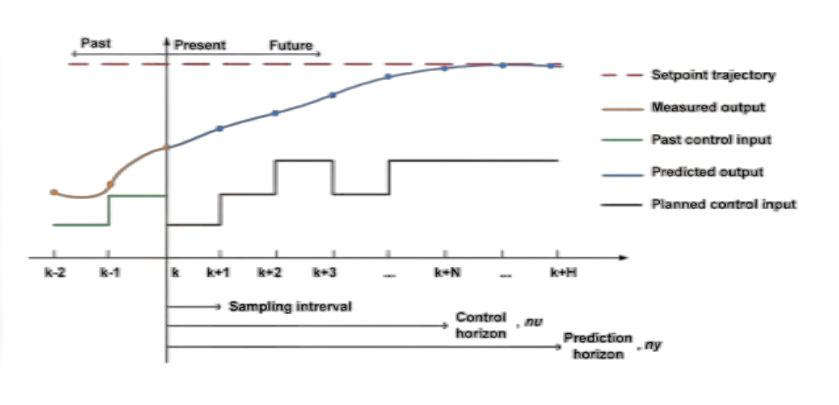 Past Present Future
Setpoint trajectory
Measured output
Past control input
Predicted output
Planned control input
k-2 k-1 k k+1 k+2 k+3 ... k+N ... k+H
Sampling intrerval
Control
horizon , nu
Prediction
horizon , ny